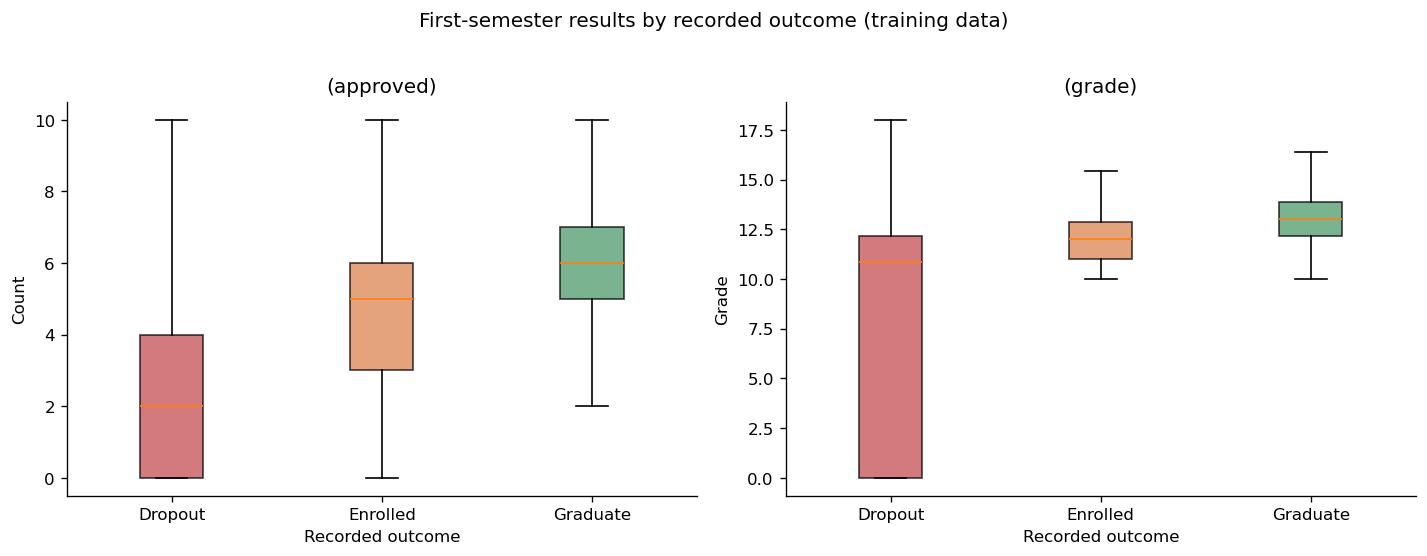 First-semester results by recorded outcome (training data)
(approved)
Count
10
8
6
4
2
0
Dropout Enrolled Graduate
Recorded outcome
(grade)
Grade
17.5
15.0
12.5
10.0
7.5
5.0
2.5
0.0
Dropout Enrolled Graduate
Recorded outcome